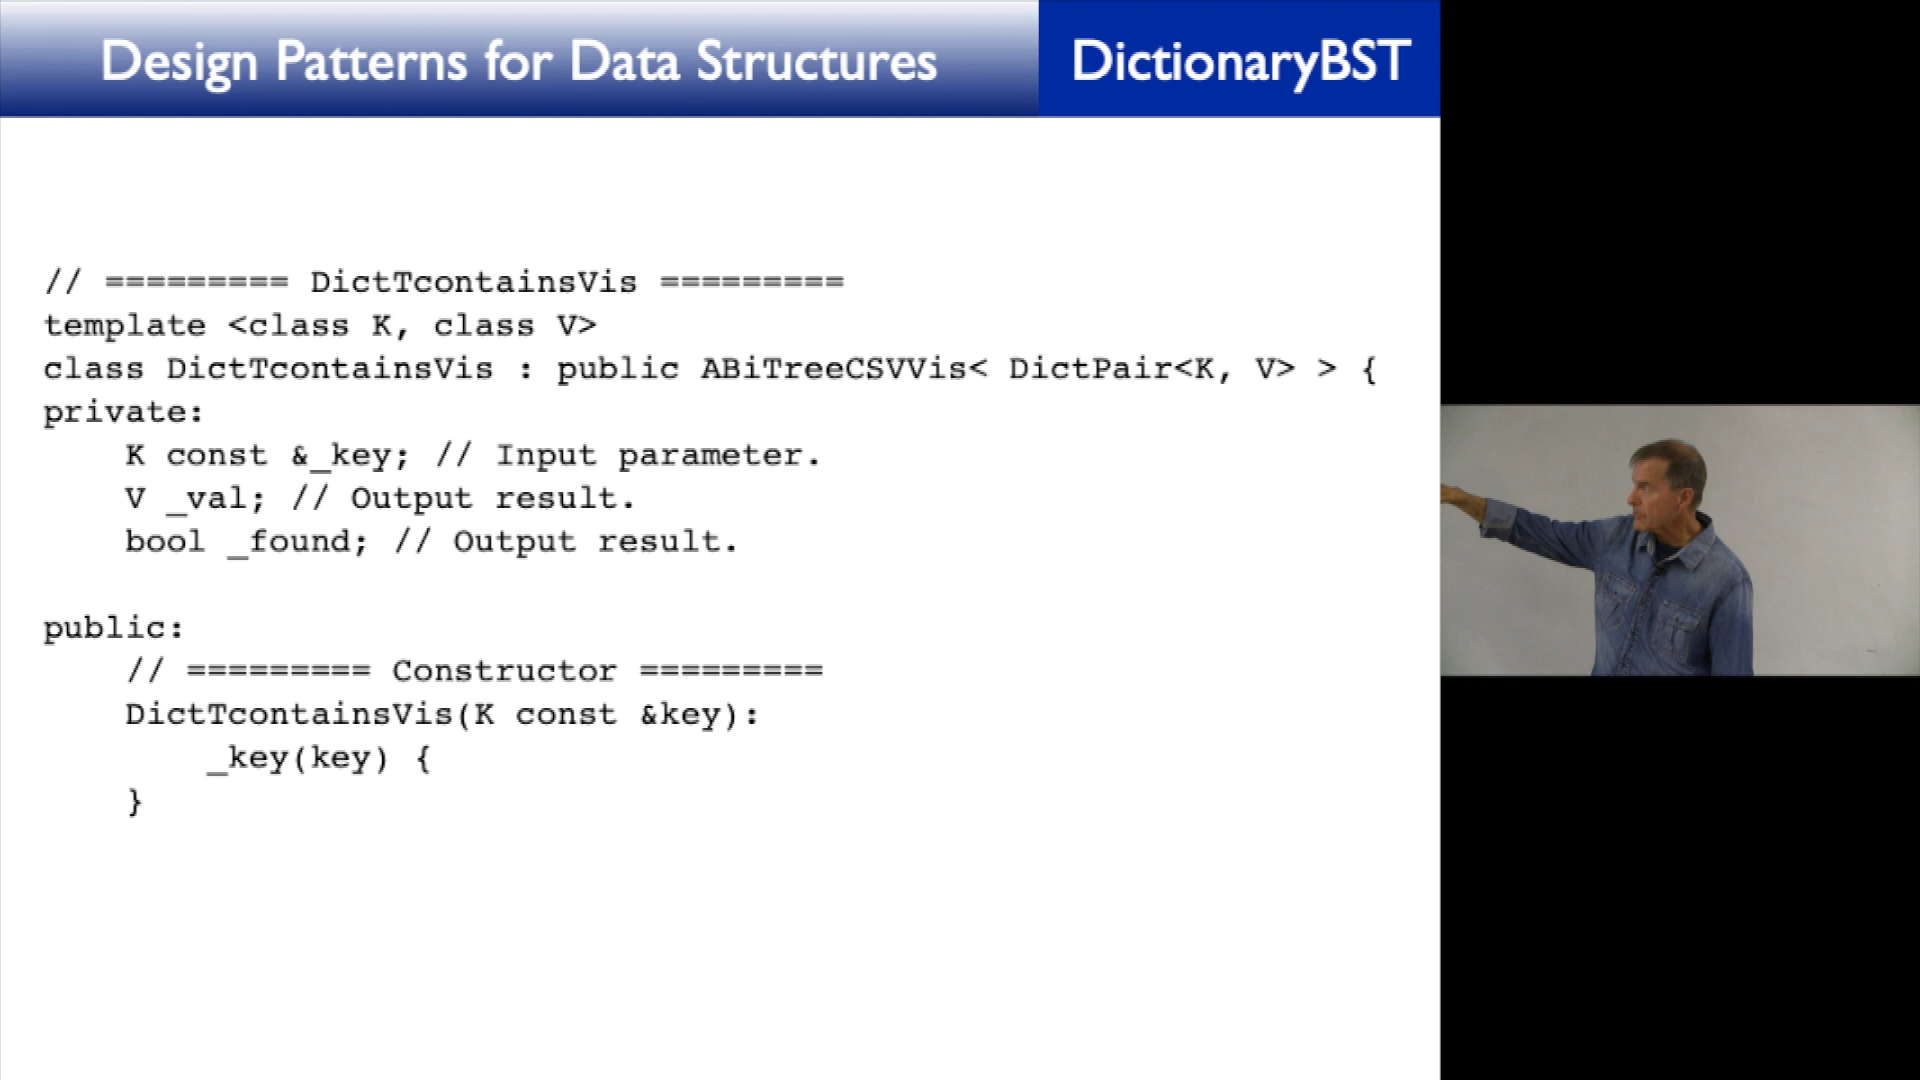 Design Patterns for Data Structures
DictionaryBST
// ========= DictTcontainsVis =========
template <class K, class V>
class DictTcontainsVis : public ABiTreeCSVVis< DictPair<K, V> > {
private:
    K const &_key; // Input parameter.
    V _val; // Output result.
    bool _found; // Output result.
public:
    // ========= Constructor =========
    DictTcontainsVis(K const &key):
        _key(key) {
    }